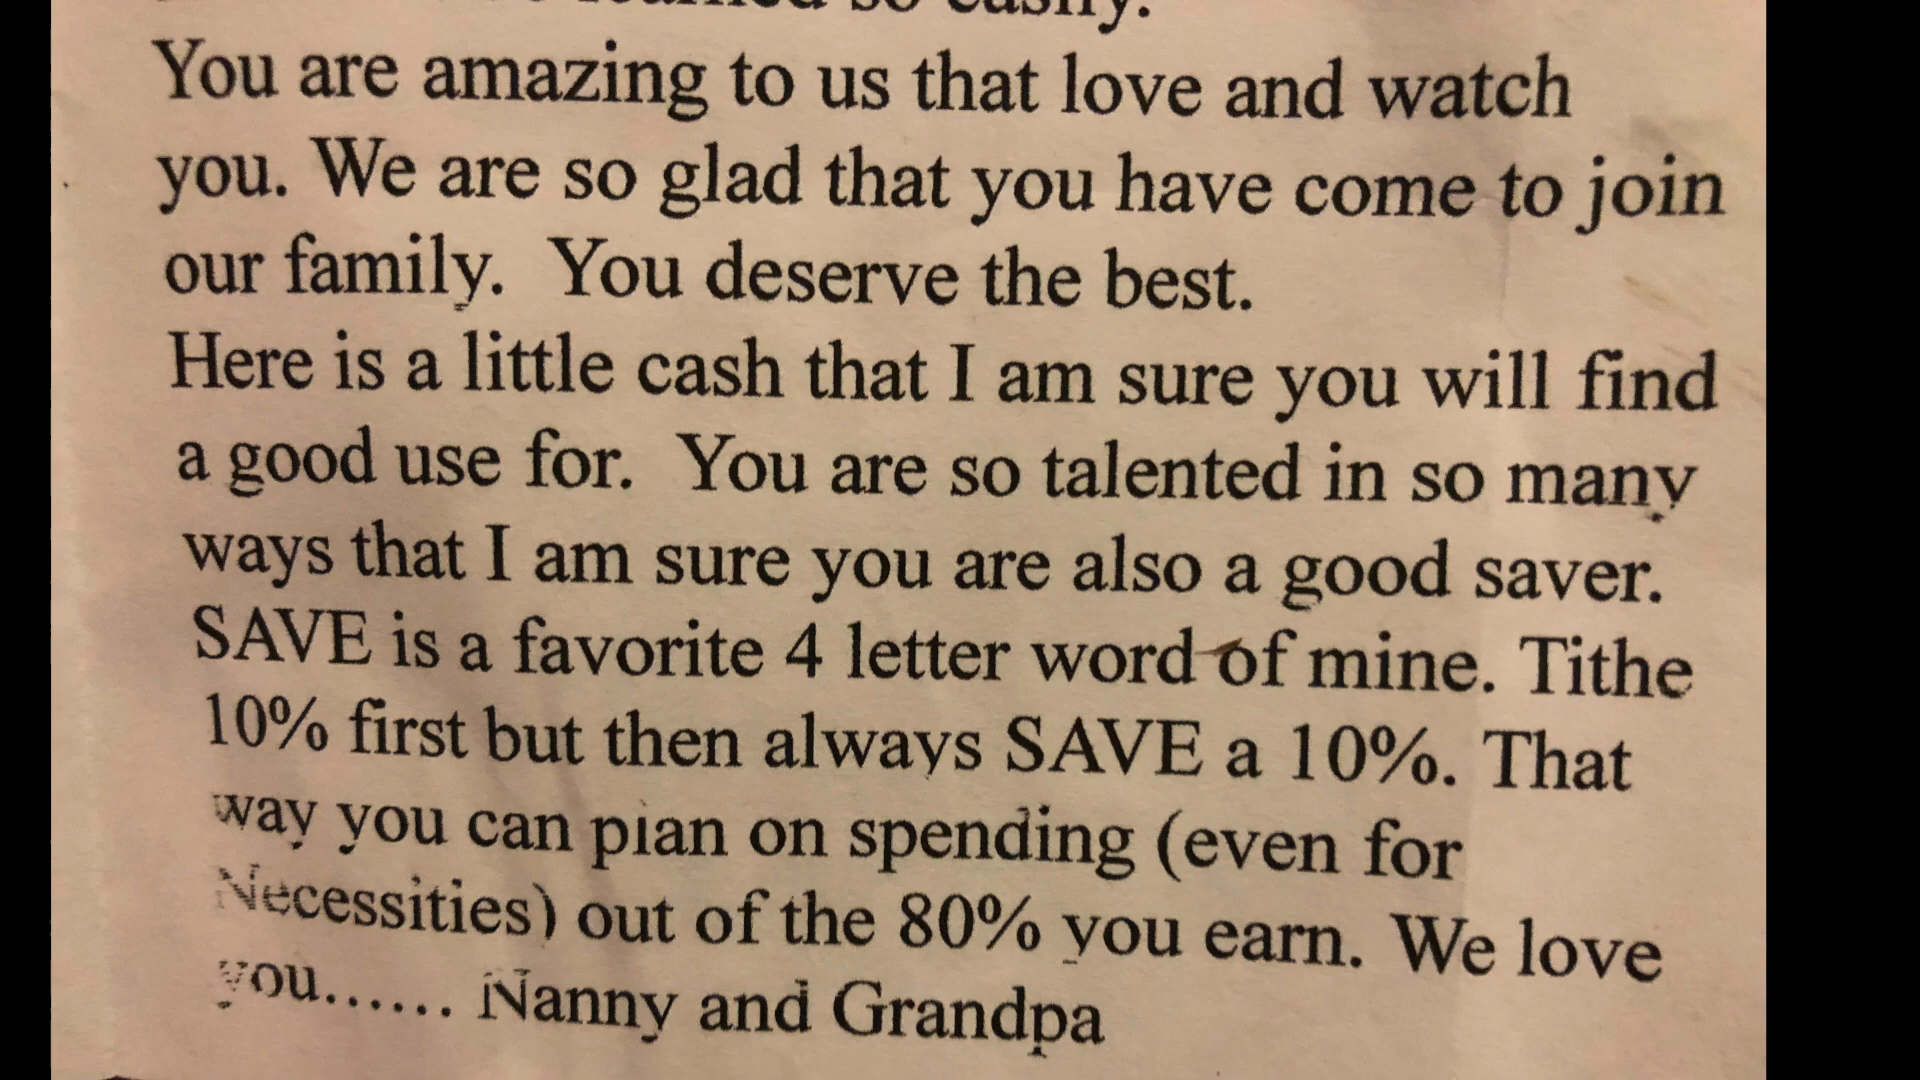 learned so easily.
You are amazing to us that love and watch
you. We are so glad that you have come to join
our family.  You deserve the best.
Here is a little cash that I am sure you will find
a good use for.  You are so talented in so many
ways that I am sure you are also a good saver.
SAVE is a favorite 4 letter word of mine. Tithe
10% first but then always SAVE a 10%. That
way you can plan on spending (even for
Necessities) out of the 80% you earn. We love
you...... Nanny and Grandpa